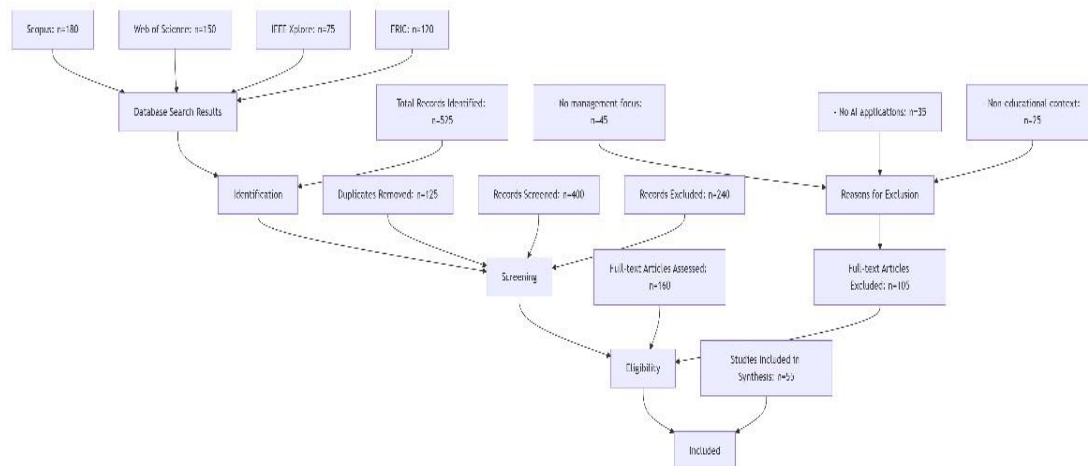 Scopus: n=180
Web of Science: n=150
IEEE Xplore: n=75
ERIC: n=120
Database Search Results
Total Records Identified:
n=525
- No management focus:
n=45
- No AI applications: n=35
- Non-educational context:
n=25
Identification
Duplicates Removed: n=125
Records Screened: n=400
Records Excluded: n=240
Reasons for Exclusion
Screening
Full-text Articles Assessed:
n=160
Full-text Articles
Excluded: n=105
Eligibility
Studies Included in
Synthesis: n=55
Included